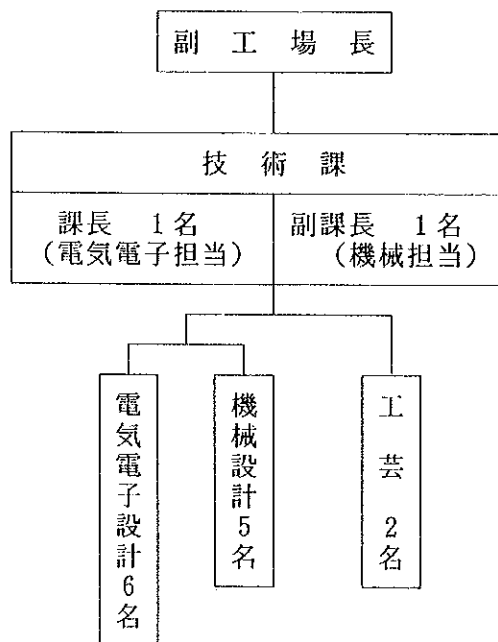 副工場長
技術課
課長 1名
(電気電子担当)
副課長 1名
(機械担当)
電気電子設計6名
機械設計5名
工芸 2名